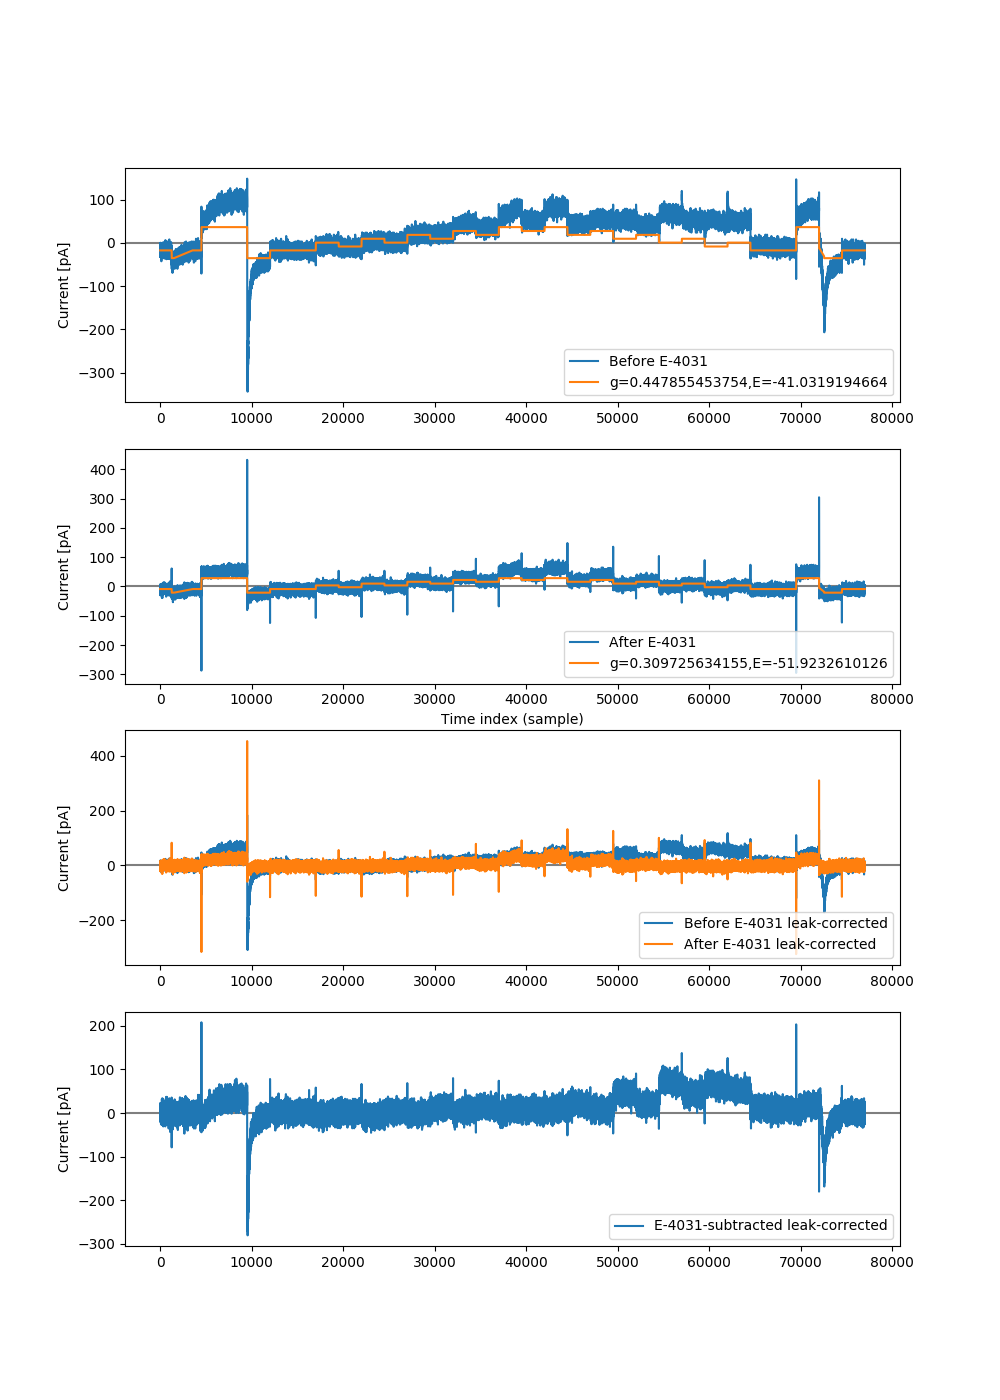 100
0
−100
−200
−300
Current [pA]
Before E-4031
g=0.447855453754,E=-41.0319194664
0 10000 20000 30000 40000 50000 60000 70000 80000
400
300
200
100
0
−100
−200
−300
Current [pA]
After E-4031
g=0.309725634155,E=-51.9232610126
0 10000 20000 30000 40000 50000 60000 70000 80000
Time index (sample)
400
200
0
−200
Current [pA]
Before E-4031 leak-corrected
After E-4031 leak-corrected
0 10000 20000 30000 40000 50000 60000 70000 80000
200
100
0
−100
−200
−300
Current [pA]
E-4031-subtracted leak-corrected
0 10000 20000 30000 40000 50000 60000 70000 80000